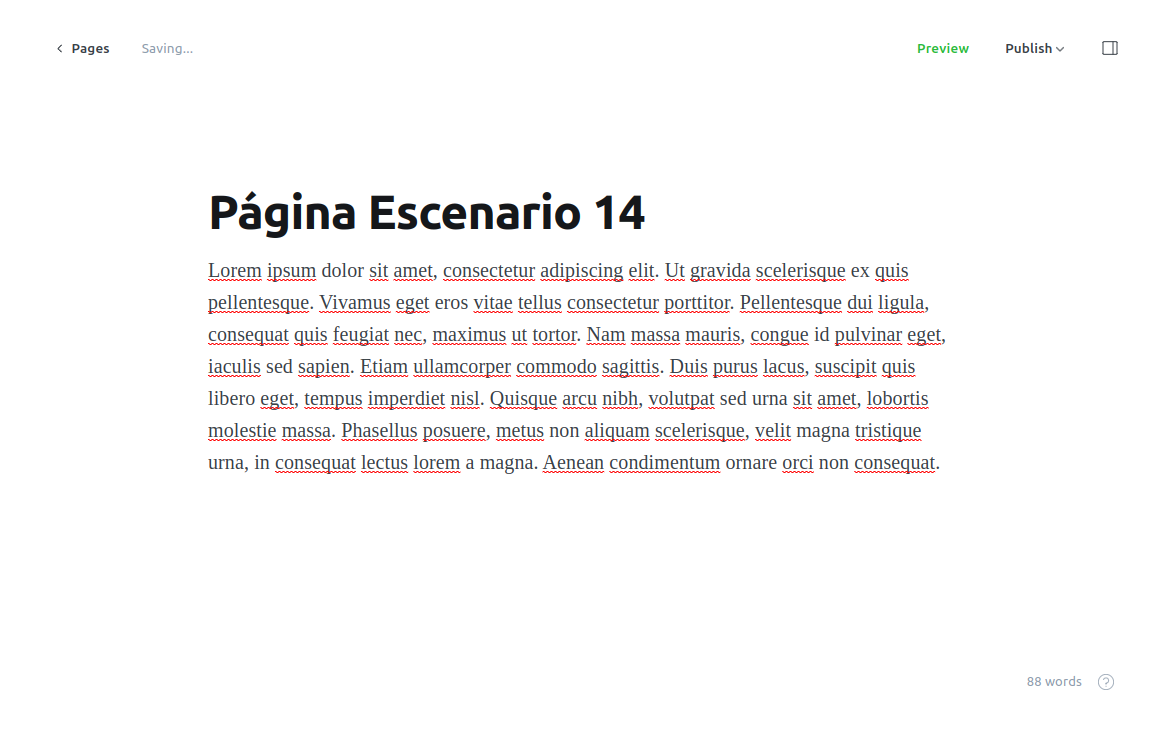 Pages Saving... Preview Publish
Página Escenario 14
Lorem ipsum dolor sit amet, consectetur adipiscing elit. Ut gravida scelerisque ex quis
pellentesque. Vivamus eget eros vitae tellus consectetur porttitor. Pellentesque dui ligula,
consequat quis feugiat nec, maximus ut tortor. Nam massa mauris, congue id pulvinar eget,
iaculis sed sapien. Etiam ullamcorper commodo sagittis. Duis purus lacus, suscipit quis
libero eget, tempus imperdiet nisl. Quisque arcu nibh, volutpat sed urna sit amet, lobortis
molestie massa. Phasellus posuere, metus non aliquam scelerisque, velit magna tristique
urna, in consequat lectus lorem a magna. Aenean condimentum ornare orci non consequat.
88 words ?